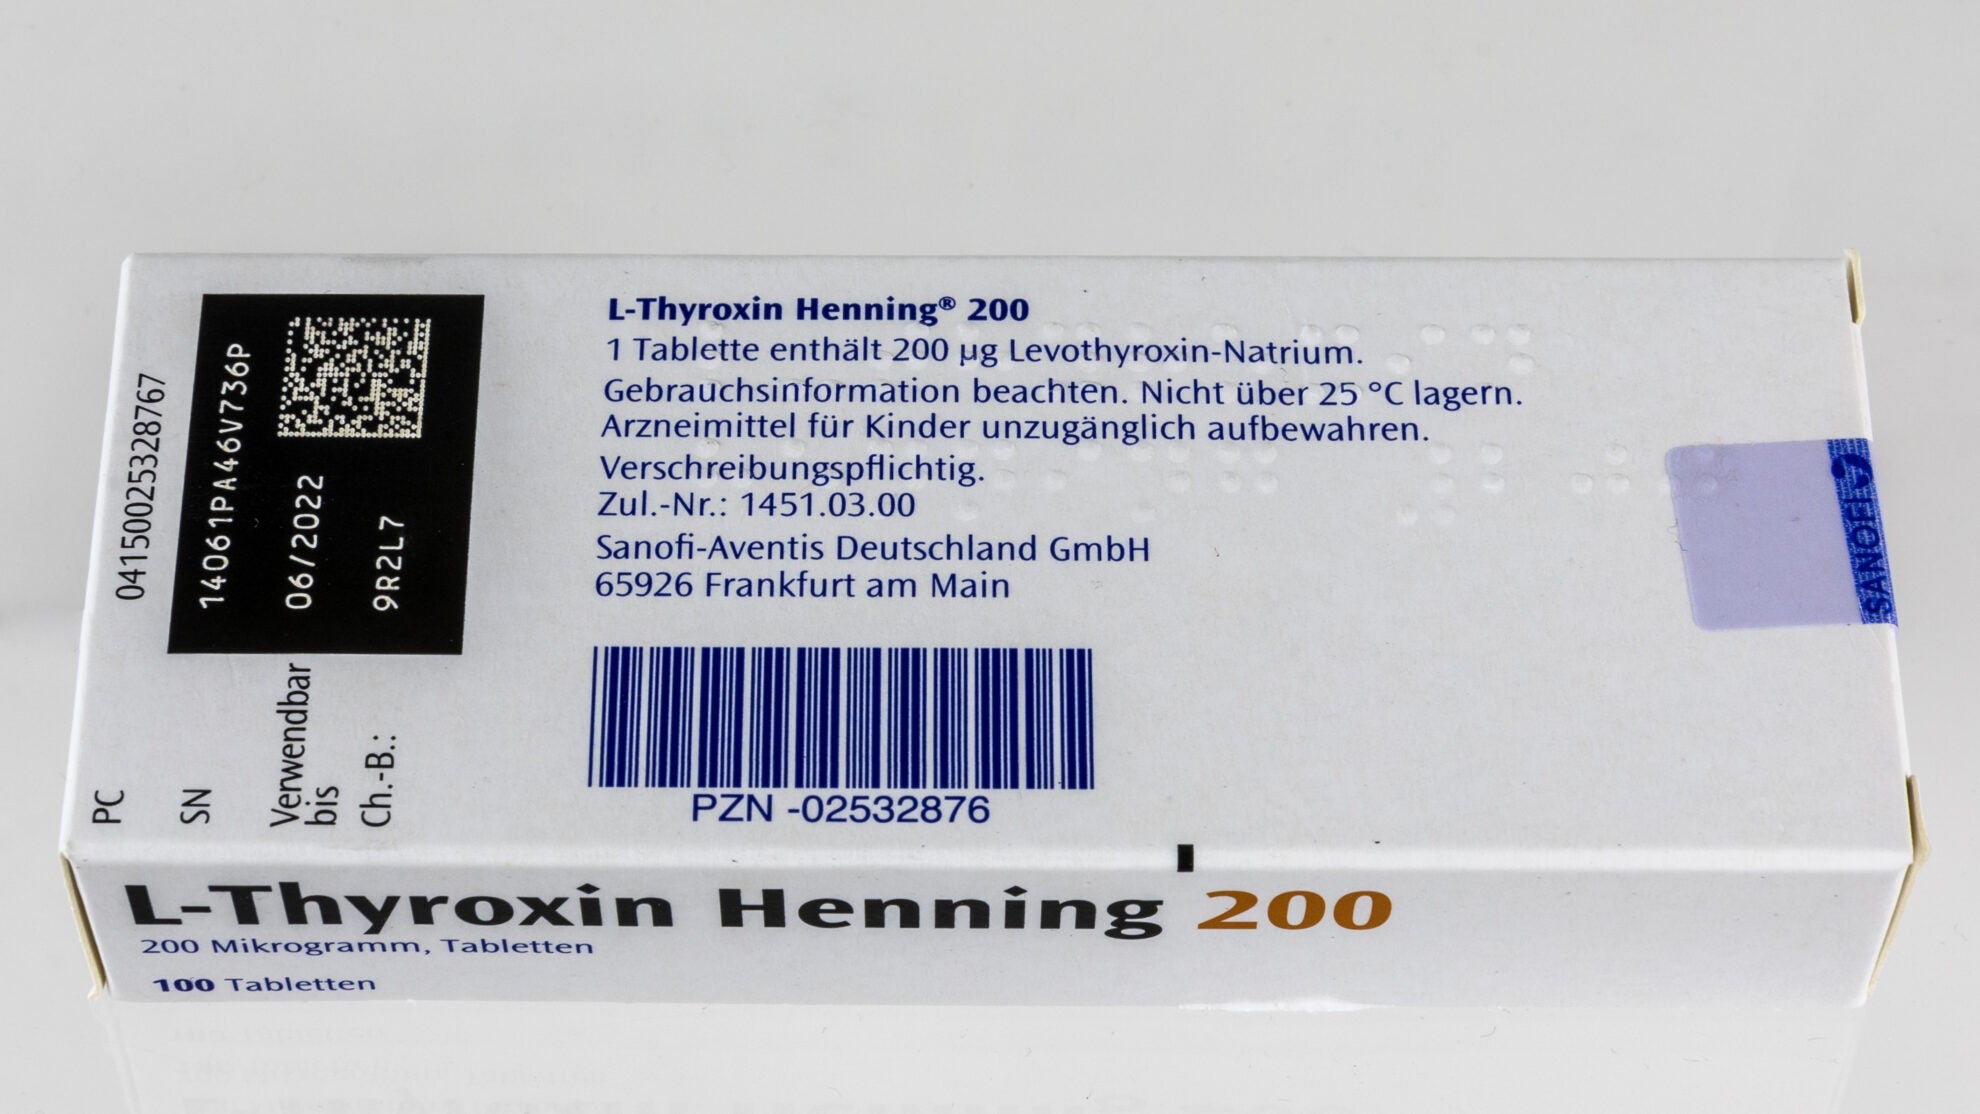 L-Thyroxin Henning® 200
1 Tablette enthält 200 µg Levothyroxin-Natrium.
Gebrauchsinformation beachten. Nicht über 25 °C lagern.
Arzneimittel für Kinder unzugänglich aufbewahren.
Verschreibungspflichtig.
Zul.-Nr.: 1451.03.00
Sanofi-Aventis Deutschland GmbH
65926 Frankfurt am Main
PZN -02532876
PC 04150025328767
SN 14061PA46V736P
Verwendbar
bis 06/2022
Ch.-B.: 9R2L7
SANOFI
L-Thyroxin Henning 200
200 Mikrogramm, Tabletten
100 Tabletten